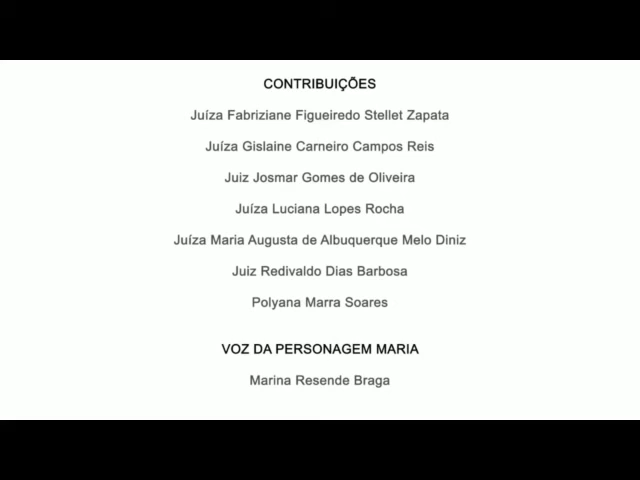 CONTRIBUIÇÕES
Juíza Fabriziane Figueiredo Stellet Zapata
Juíza Gislaine Carneiro Campos Reis
Juiz Josmar Gomes de Oliveira
Juíza Luciana Lopes Rocha
Juíza Maria Augusta de Albuquerque Melo Diniz
Juiz Redivaldo Dias Barbosa
Polyana Marra Soares
VOZ DA PERSONAGEM MARIA
Marina Resende Braga